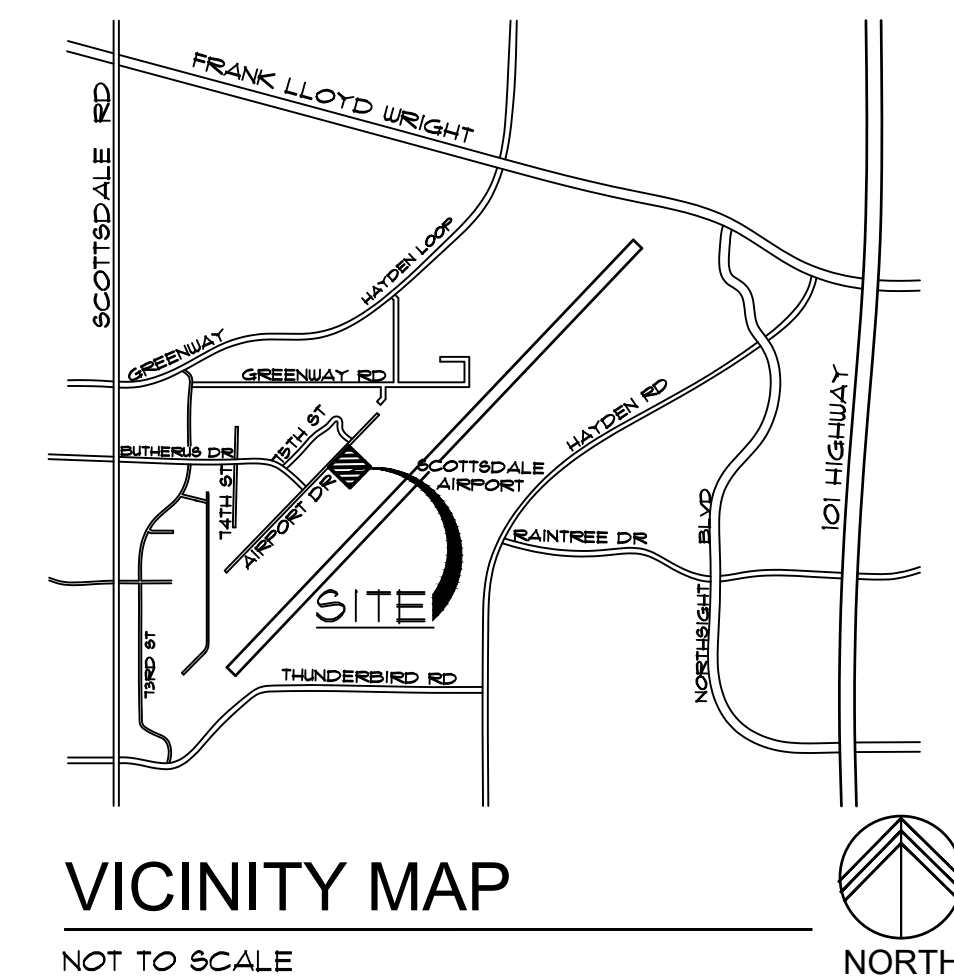 FRANK LLOYD WRIGHT
SCOTTSDALE RD
HAYDEN LOOP
GREENWAY
GREENWAY RD
HAYDEN RD
101 HIGHWAY
75TH ST
BUTHERUS DR
74TH ST
AIRPORT DR
SCOTTSDALE
AIRPORT
RAINTREE DR
NORTHSIGHT BLVD
SITE
73RD ST
THUNDERBIRD RD
VICINITY MAP
NOT TO SCALE
NORTH